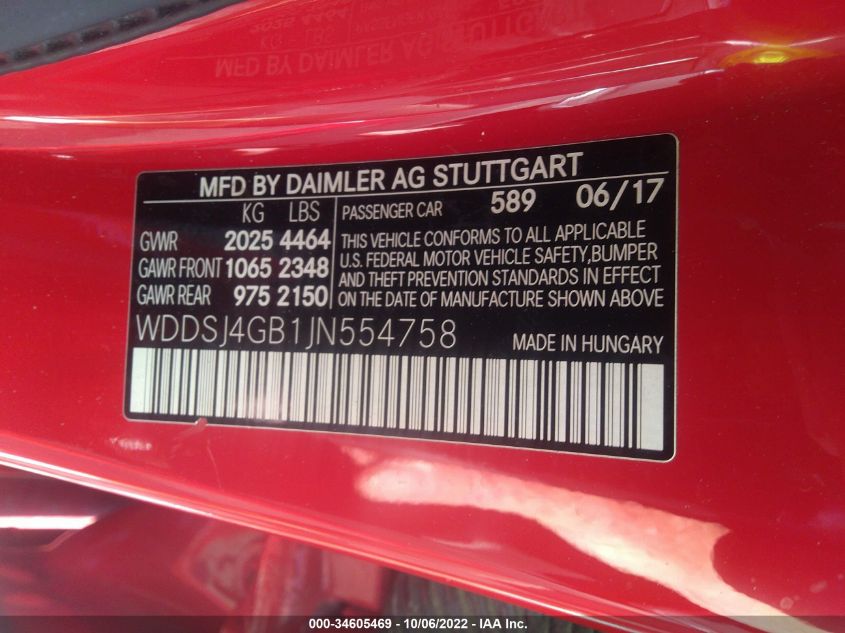 MFD BY DAIMLER AG STUTTGART
KG LBS PASSENGER CAR 589 06/17
GVWR 2025 4464
GAWR FRONT 1065 2348
GAWR REAR 975 2150
THIS VEHICLE CONFORMS TO ALL APPLICABLE
U.S. FEDERAL MOTOR VEHICLE SAFETY, BUMPER
AND THEFT PREVENTION STANDARDS IN EFFECT
ON THE DATE OF MANUFACTURE SHOWN ABOVE
WDDSJ4GB1JN554758 MADE IN HUNGARY
000-34605469 - 10/06/2022 - IAA Inc.